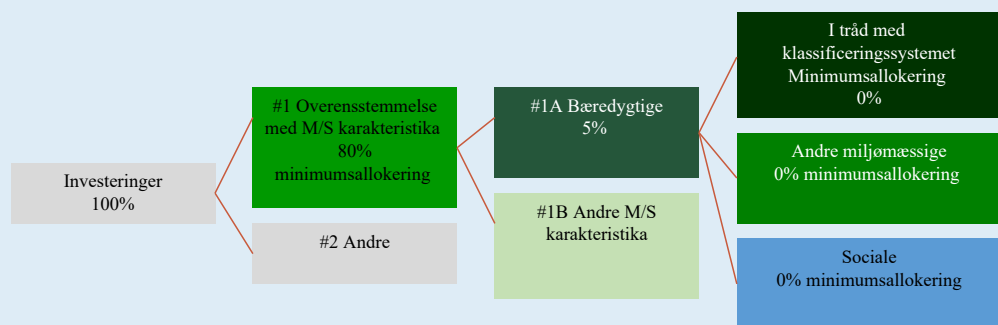 Investeringer
100%
#1 Overensstemmelse
med M/S karakteristika
80%
minimumsallokering
#2 Andre
#1A Bæredygtige
5%
#1B Andre M/S
karakteristika
I tråd med
klassificeringssystemet
Minimumsallokering
0%
Andre miljømæssige
0% minimumsallokering
Sociale
0% minimumsallokering